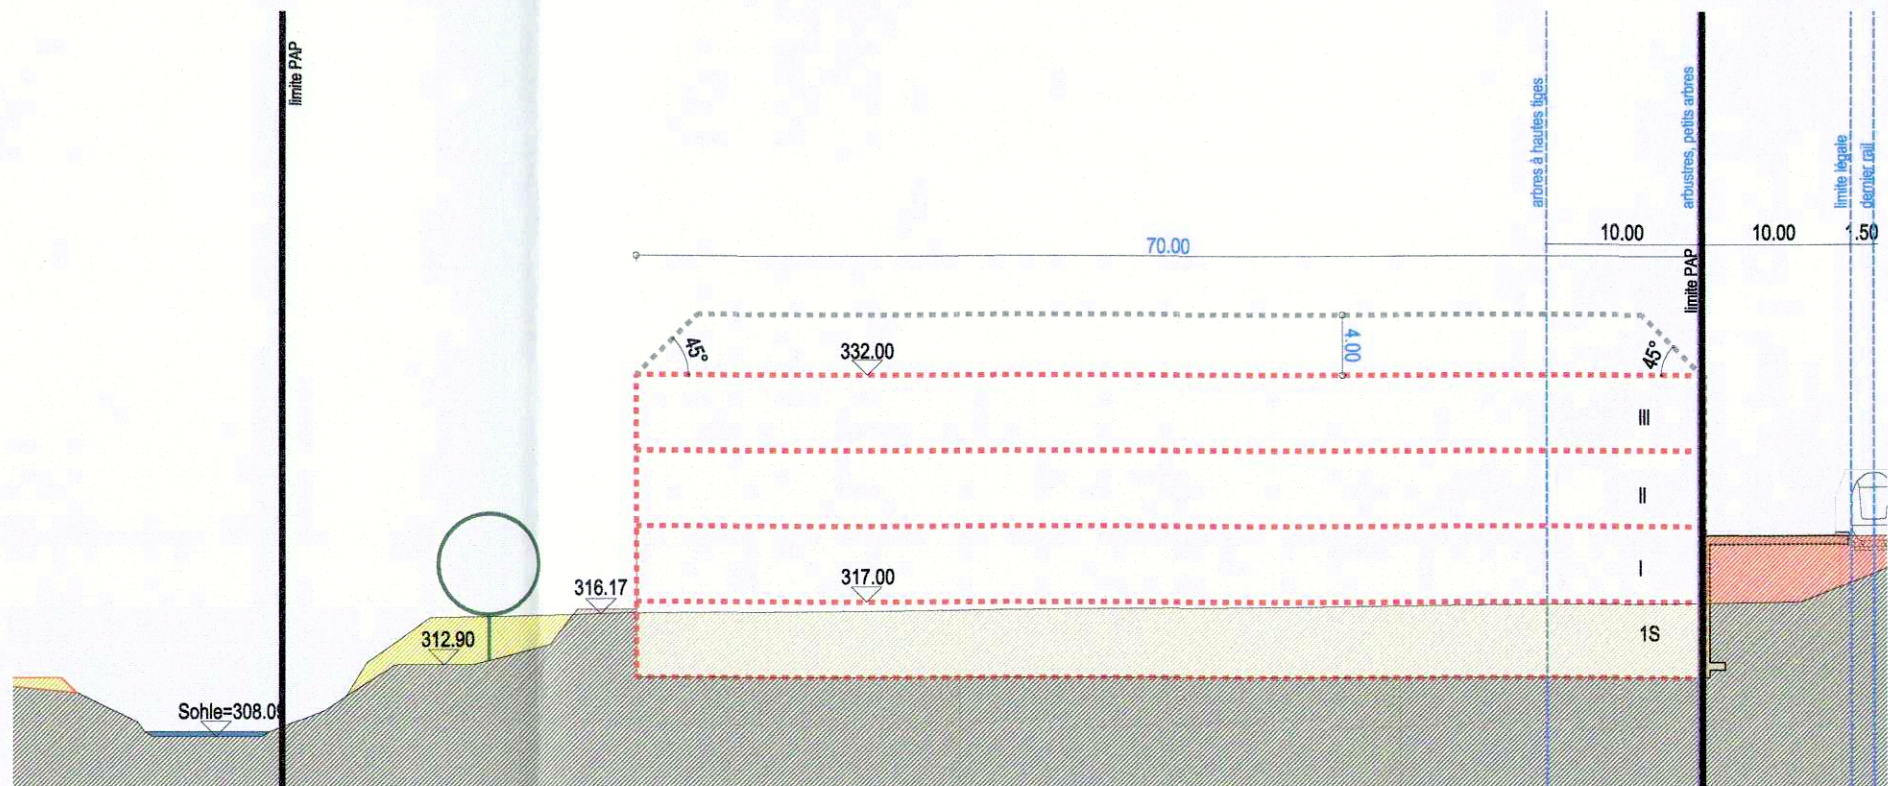 limite PAP
arbres à hautes tiges
arbustres, petits arbres
limite légale
dernier rail
10.00
10.00
1.50
70.00
limite PAP
4.00
45°
332.00
45°
III
II
316.17
317.00
I
312.90
1S
Sohle=308.05